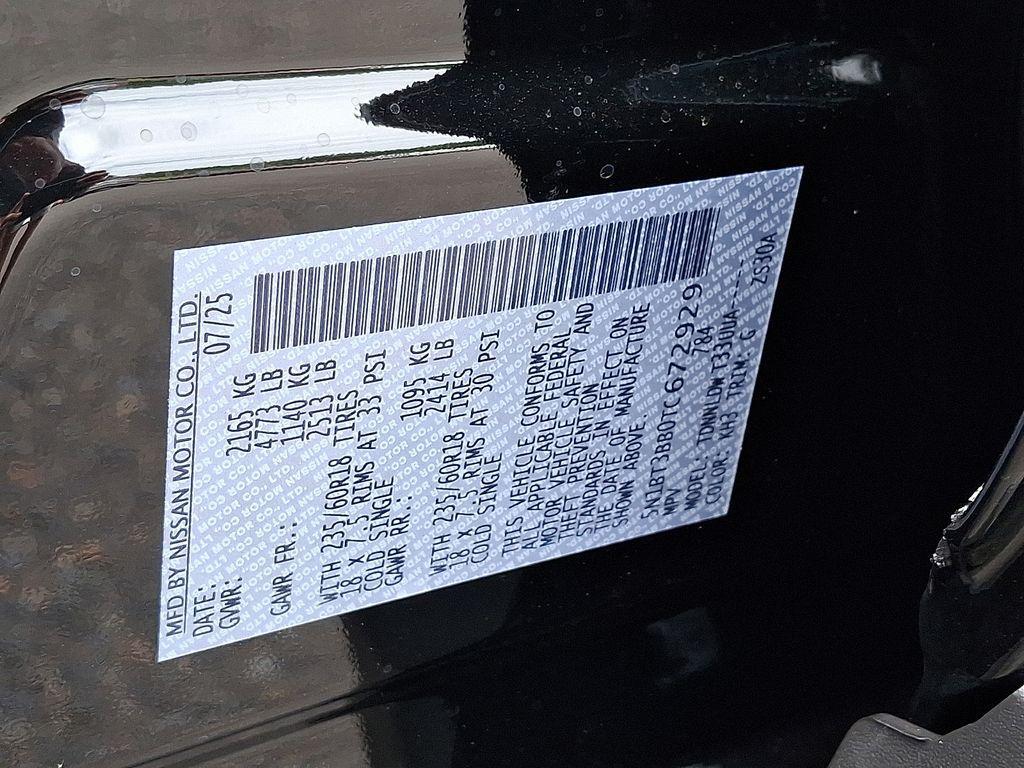 MFD BY NISSAN MOTOR CO., LTD.
DATE: 07/25
GVWR: 2165 KG
4773 LB
GAWR FR.: 1140 KG
2513 LB
WITH 235/60R18 TIRES
18 X 7.5 RIMS AT 33 PSI
COLD SINGLE
GAWR RR.: 1095 KG
2414 LB
WITH 235/60R18 TIRES
18 X 7.5 RIMS AT 30 PSI
COLD SINGLE
THIS VEHICLE CONFORMS TO
ALL APPLICABLE FEDERAL
MOTOR VEHICLE SAFETY AND
THEFT PREVENTION
STANDARDS IN EFFECT ON
THE DATE OF MANUFACTURE
SHOWN ABOVE
5N1BT3BB0TC672929
MPV 784
MODEL: TDNNLDW T33UUA----
COLOR: KH3 TRIM: G ZS30A